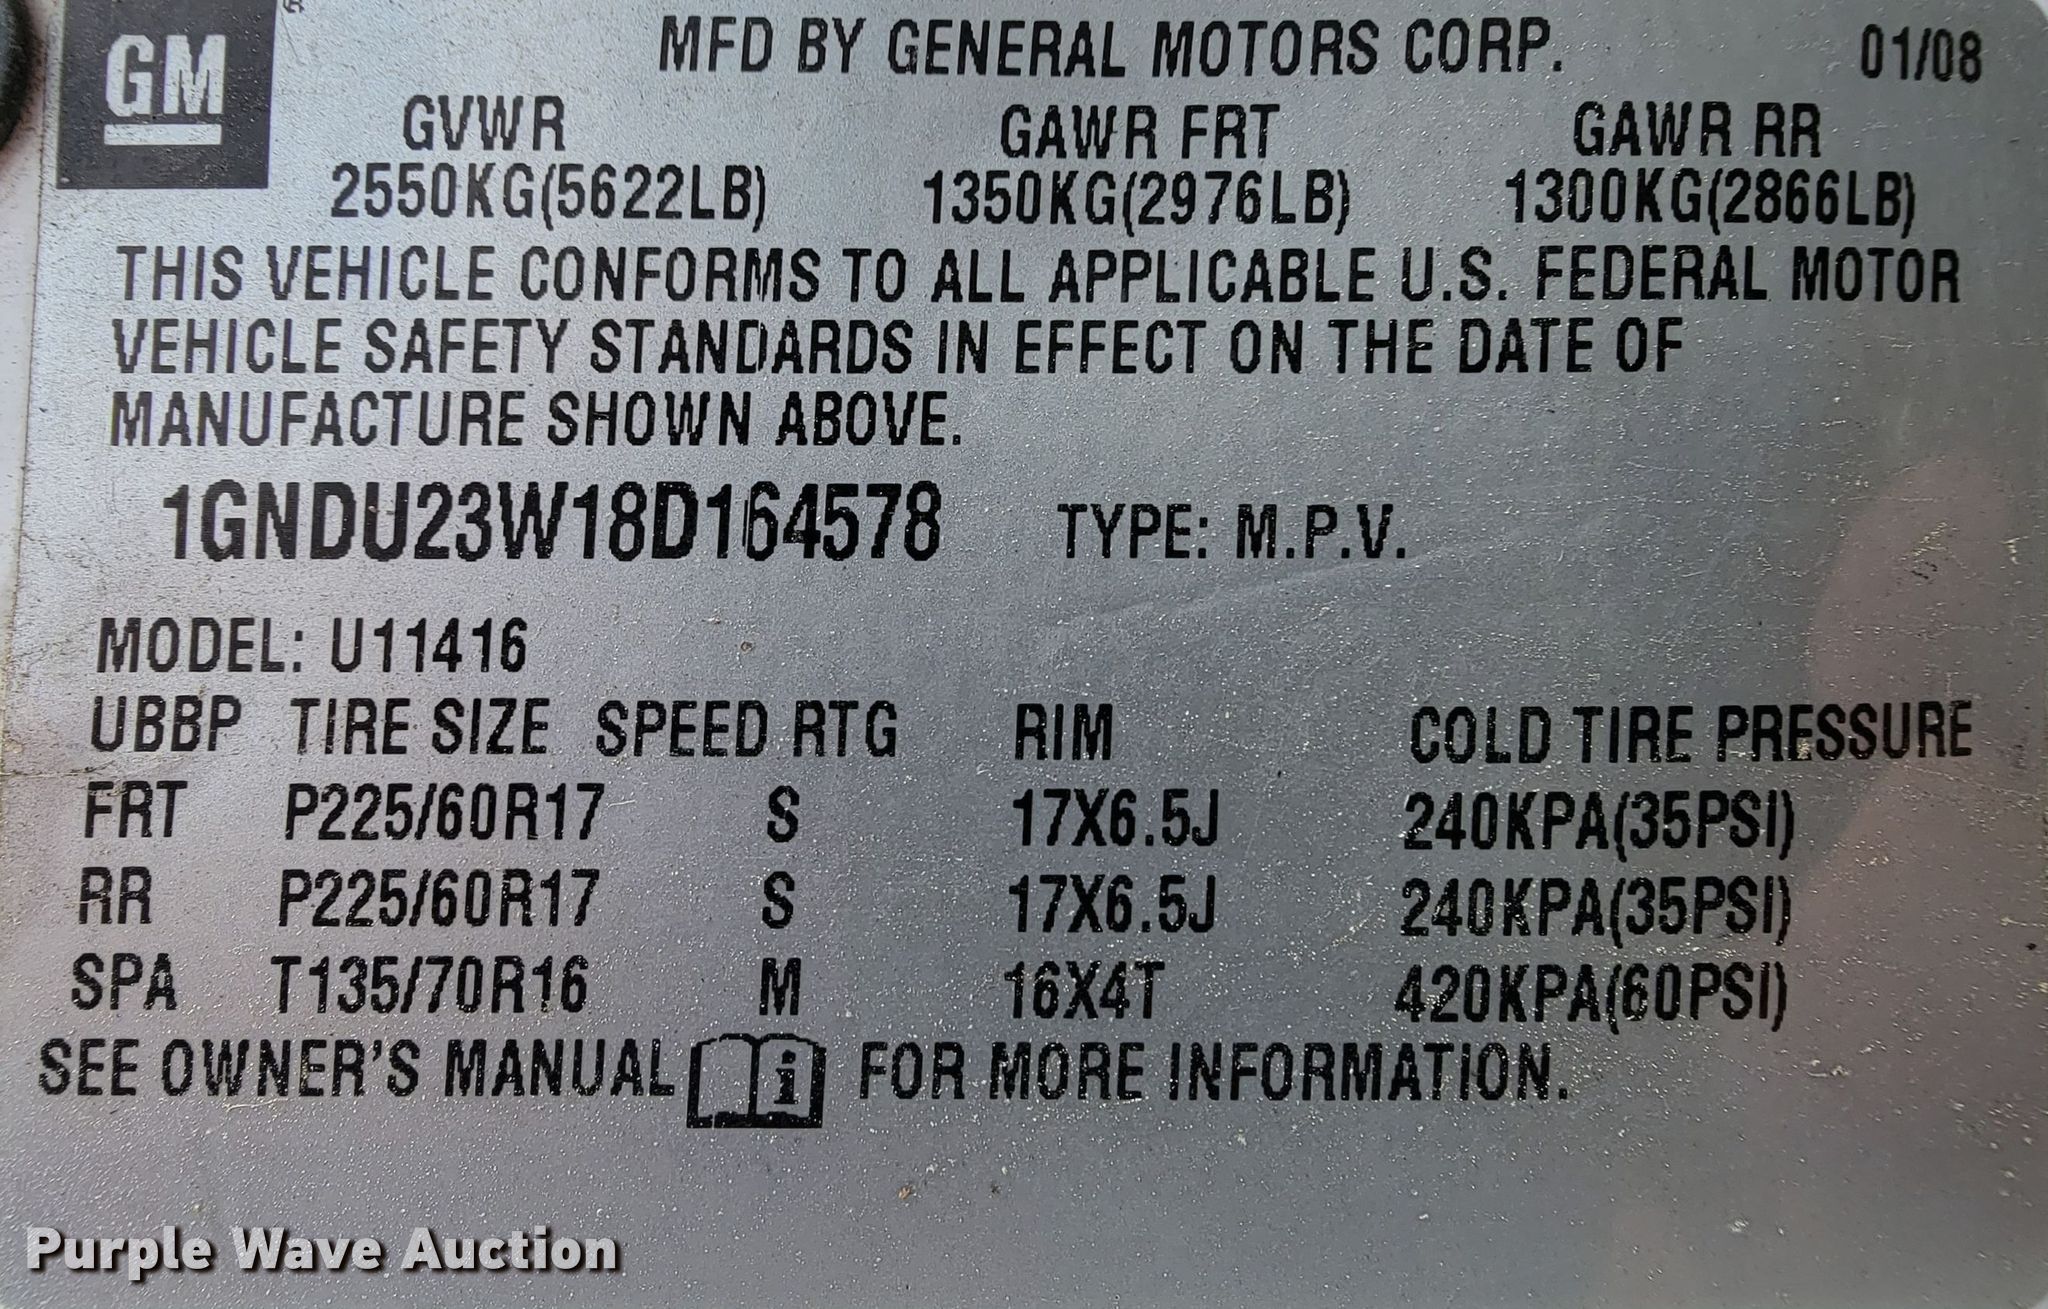 GM
MFD BY GENERAL MOTORS CORP. 01/08
GVWR GAWR FRT GAWR RR
2550KG(5622LB) 1350KG(2976LB) 1300KG(2866LB)
THIS VEHICLE CONFORMS TO ALL APPLICABLE U.S. FEDERAL MOTOR
VEHICLE SAFETY STANDARDS IN EFFECT ON THE DATE OF
MANUFACTURE SHOWN ABOVE.
1GNDU23W18D164578 TYPE: M.P.V.
MODEL: U11416
UBBP TIRE SIZE SPEED RTG RIM COLD TIRE PRESSURE
FRT P225/60R17 S 17X6.5J 240KPA(35PSI)
RR P225/60R17 S 17X6.5J 240KPA(35PSI)
SPA T135/70R16 M 16X4T 420KPA(60PSI)
SEE OWNER'S MANUAL i FOR MORE INFORMATION.
Purple Wave Auction